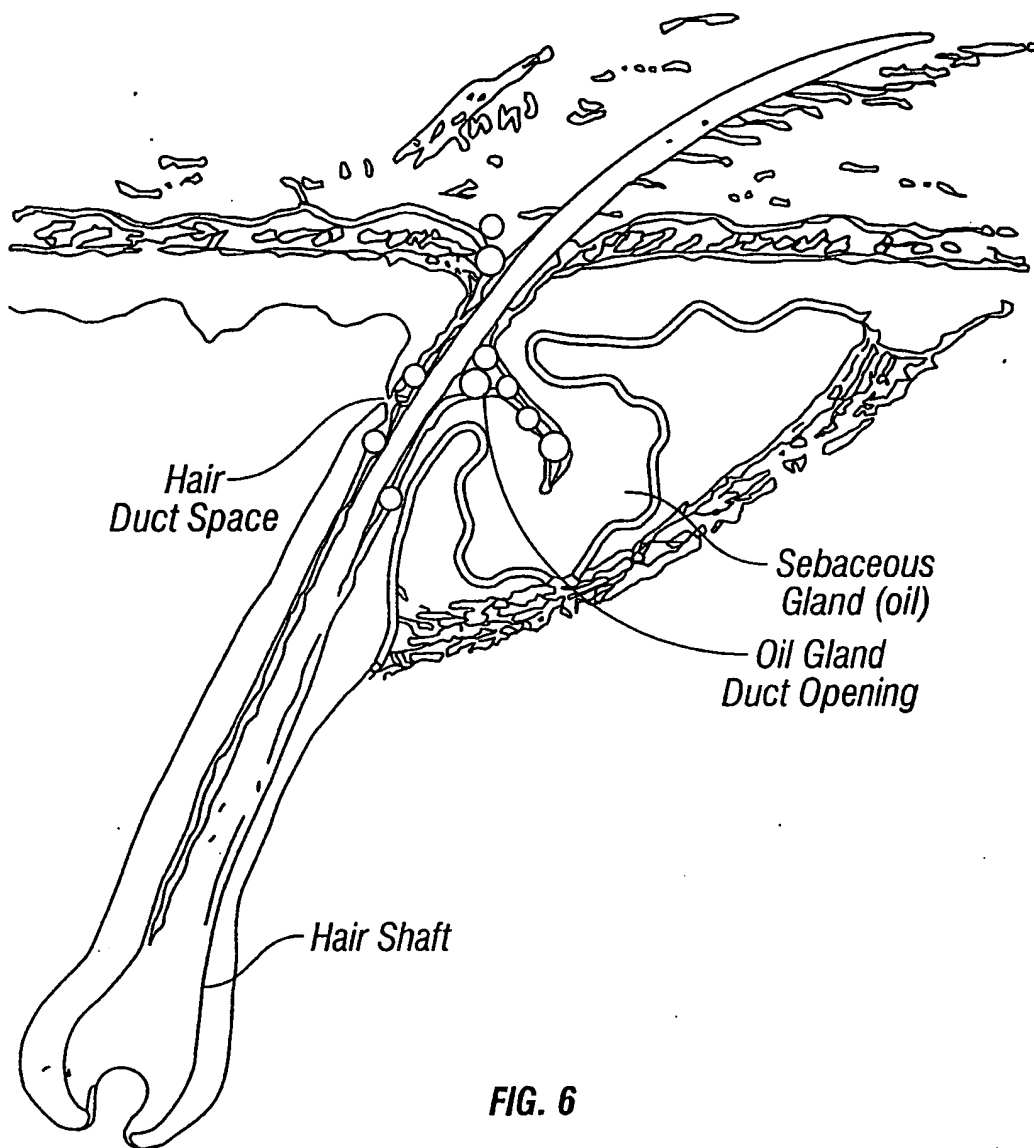 Hair
Duct Space
Sebaceous
Gland (oil)
Oil Gland
Duct Opening
Hair Shaft
FIG. 6